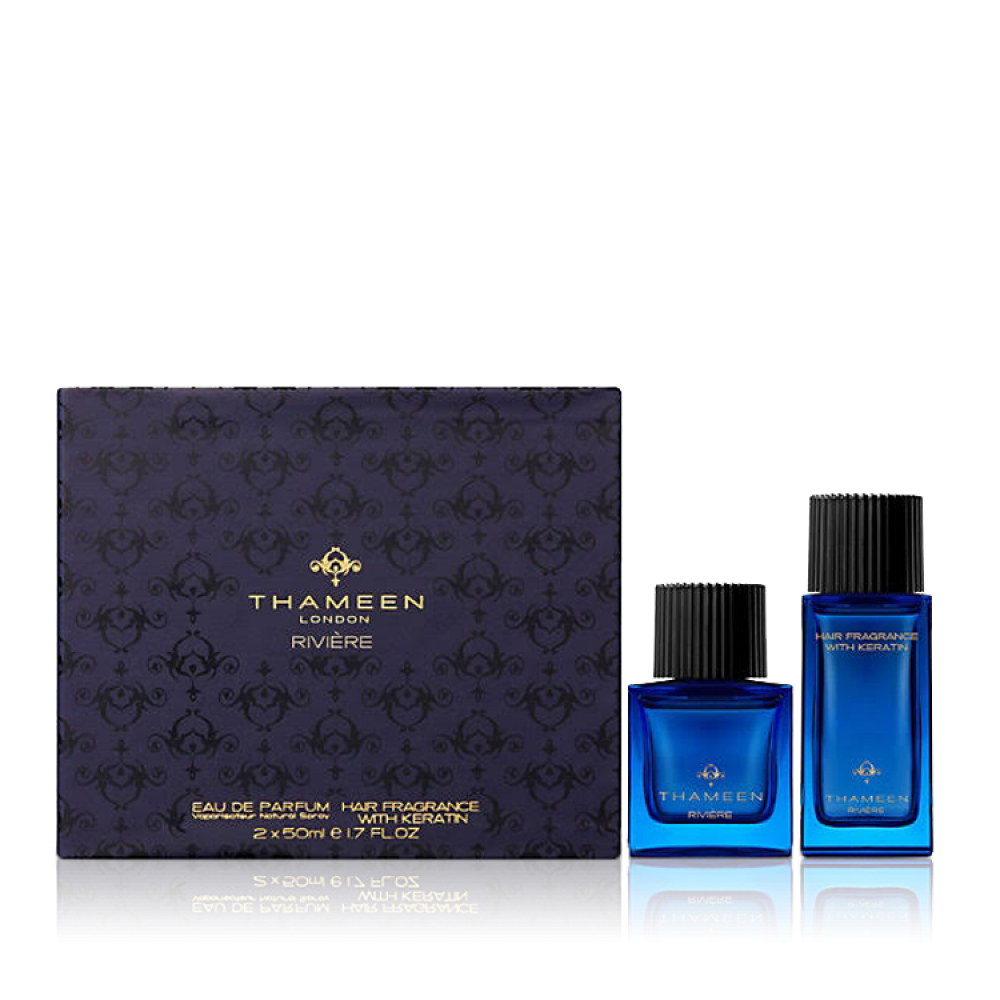 THAMEEN
LONDON
RIVIÈRE
EAU DE PARFUM HAIR FRAGRANCE
Vaporisateur Natural Spray WITH KERATIN
2 x 50ml e 1.7 FL.OZ
THAMEEN
RIVIÈRE
HAIR FRAGRANCE
WITH KERATIN
THAMEEN
RIVIÈRE